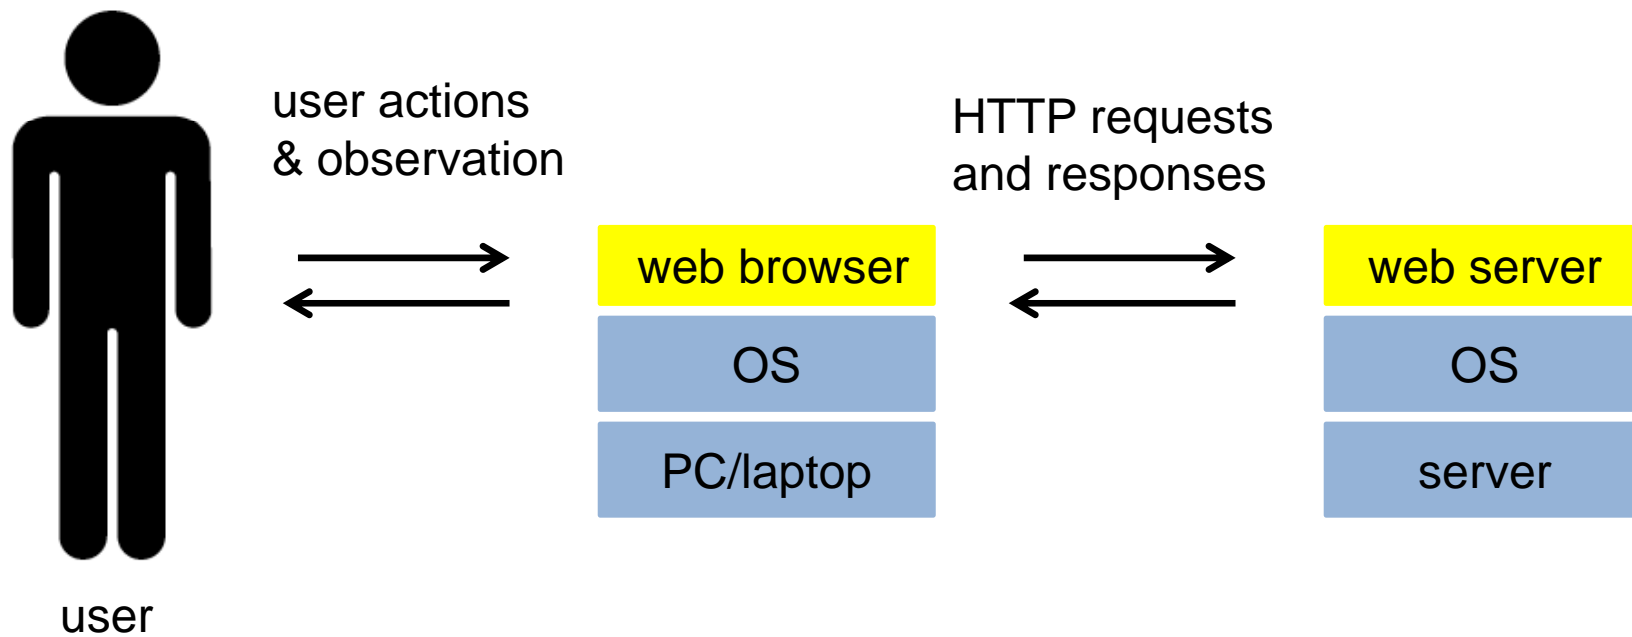 user actions
& observation
HTTP requests
and responses
web browser
web server
OS
OS
PC/laptop
server
user